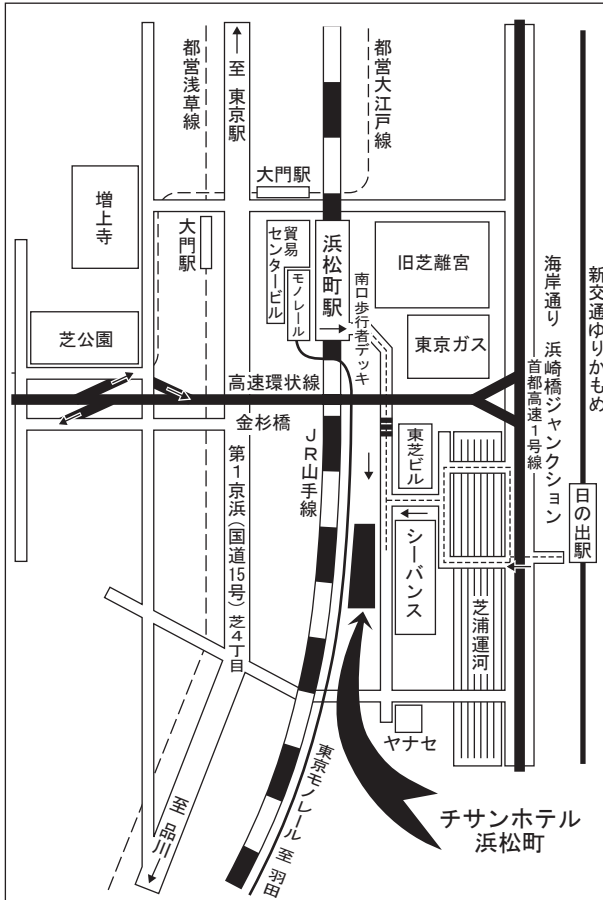 都営浅草線
至 東京駅
都営大江戸線
大門駅
増上寺
大門駅
貿易
センタービル
モノレール
浜松町駅
南口歩行者デッキ
旧芝離宮
東京ガス
海岸通り 浜崎橋ジャンクション
首都高速1号線
新交通ゆりかもめ
芝公園
高速環状線
金杉橋
JR山手線
第1京浜(国道15号)芝4丁目
東芝ビル
シーバンス
日の出駅
芝浦運河
ヤナセ
東京モノレール 至 羽田
至 品川
チサンホテル
浜松町